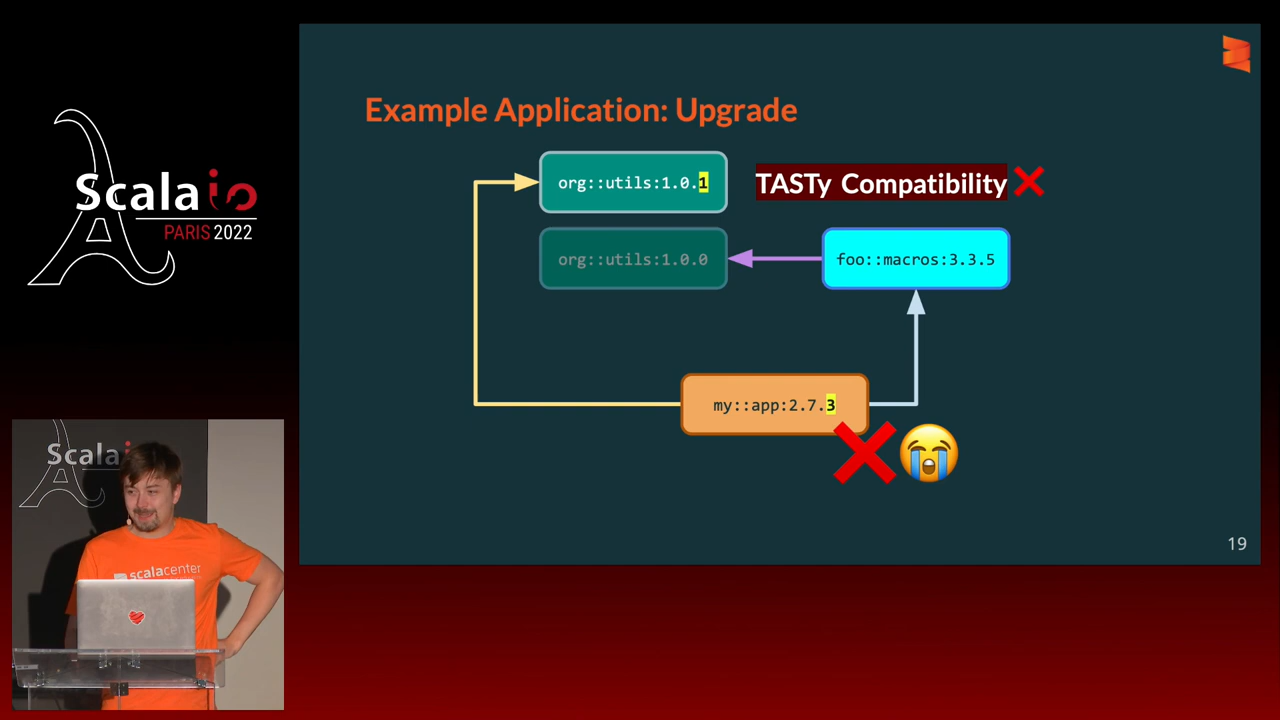 Scala io
PARIS 2022
Example Application: Upgrade
org::utils:1.0.1
TASTy Compatibility
org::utils:1.0.0
foo::macros:3.3.5
my::app:2.7.3
19
Scalai
scalacenter